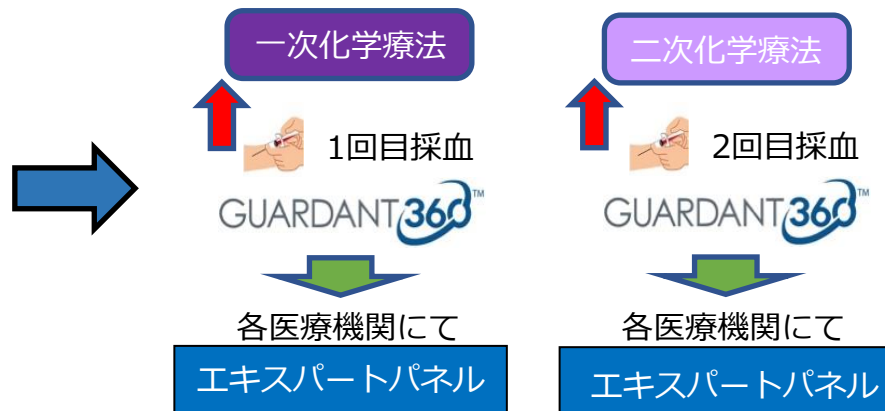 一次化学療法
1回目採血
GUARDANT360™
各医療機関にて
エキスパートパネル
二次化学療法
2回目採血
GUARDANT360™
各医療機関にて
エキスパートパネル